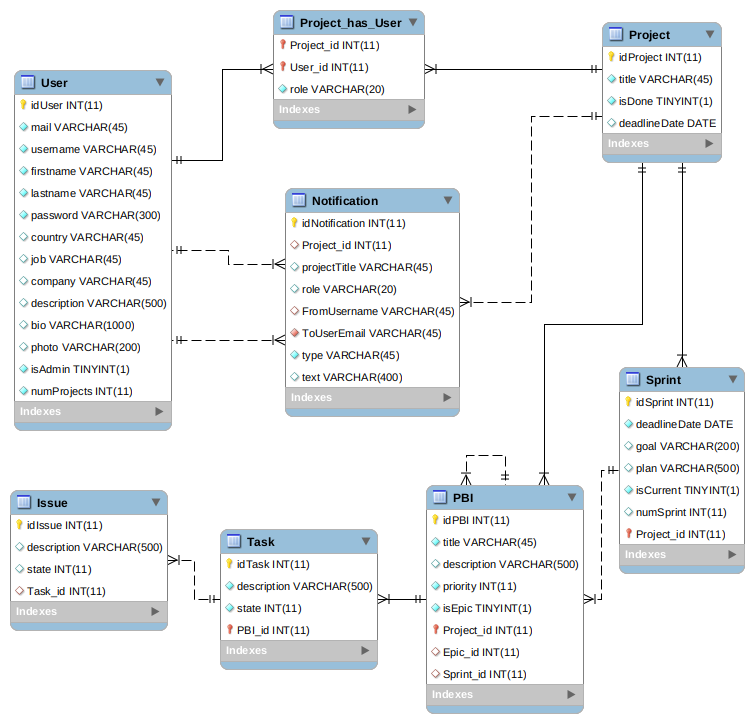 Project_has_User
Project_id INT(11)
User_id INT(11)
role VARCHAR(20)
Indexes
Project
idProject INT(11)
title VARCHAR(45)
isDone TINYINT(1)
deadlineDate DATE
Indexes
User
idUser INT(11)
mail VARCHAR(45)
username VARCHAR(45)
firstname VARCHAR(45)
lastname VARCHAR(45)
password VARCHAR(300)
country VARCHAR(45)
job VARCHAR(45)
company VARCHAR(45)
description VARCHAR(500)
bio VARCHAR(1000)
photo VARCHAR(200)
isAdmin TINYINT(1)
numProjects INT(11)
Indexes
Notification
idNotification INT(11)
Project_id INT(11)
projectTitle VARCHAR(45)
role VARCHAR(20)
FromUsername VARCHAR(45)
ToUserEmail VARCHAR(45)
type VARCHAR(45)
text VARCHAR(400)
Indexes
Sprint
idSprint INT(11)
deadlineDate DATE
goal VARCHAR(200)
plan VARCHAR(500)
isCurrent TINYINT(1)
numSprint INT(11)
Project_id INT(11)
Indexes
Issue
idIssue INT(11)
description VARCHAR(500)
state INT(11)
Task_id INT(11)
Indexes
Task
idTask INT(11)
description VARCHAR(500)
state INT(11)
PBI_id INT(11)
Indexes
PBI
idPBI INT(11)
title VARCHAR(45)
description VARCHAR(500)
priority INT(11)
isEpic TINYINT(1)
Project_id INT(11)
Epic_id INT(11)
Sprint_id INT(11)
Indexes